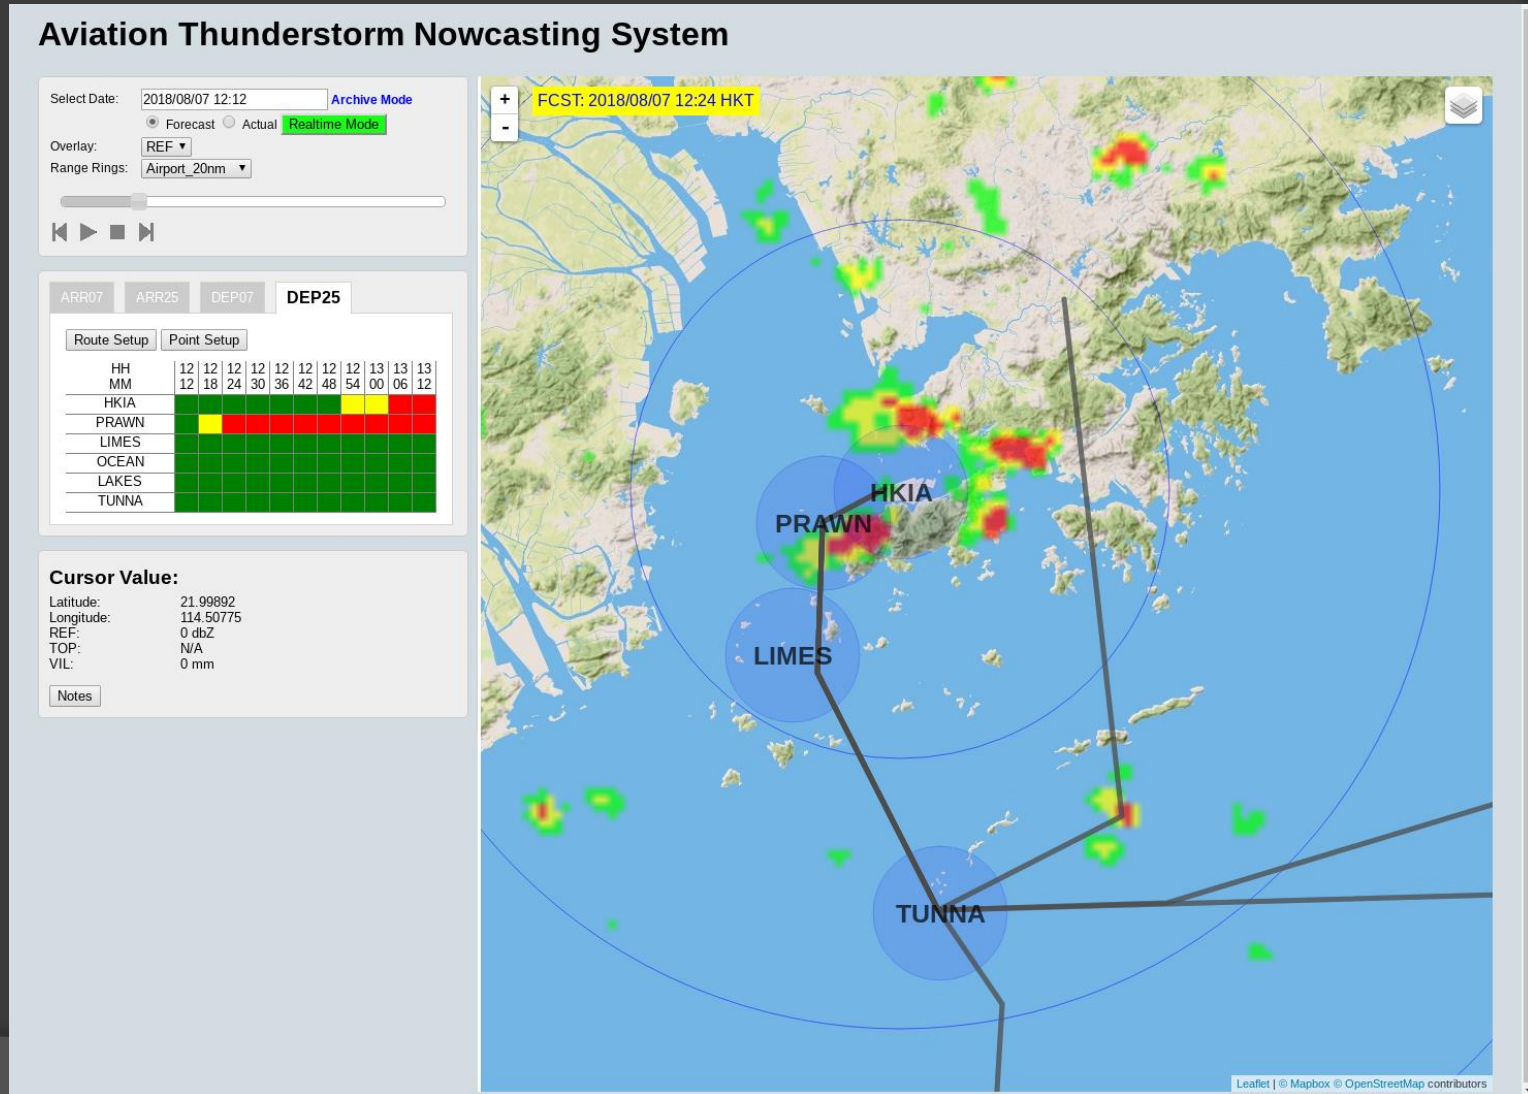 Aviation Thunderstorm Nowcasting System
Select Date: 2018/08/07 12:12 Archive Mode
Forecast Actual Realtime Mode
Overlay: REF
Range Rings: Airport_20nm
ARR07 ARR25 DEP07 DEP25
Route Setup Point Setup
HH 12 12 12 12 12 12 12 12 13 13 13
MM 12 18 24 30 36 42 48 54 00 06 12
HKIA
PRAWN
LIMES
OCEAN
LAKES
TUNNA
Cursor Value:
Latitude: 21.99892
Longitude: 114.50775
REF: 0 dbZ
TOP: N/A
VIL: 0 mm
Notes
+
-
FCST: 2018/08/07 12:24 HKT
HKIA
PRAWN
LIMES
TUNNA
Leaflet | © Mapbox © OpenStreetMap contributors